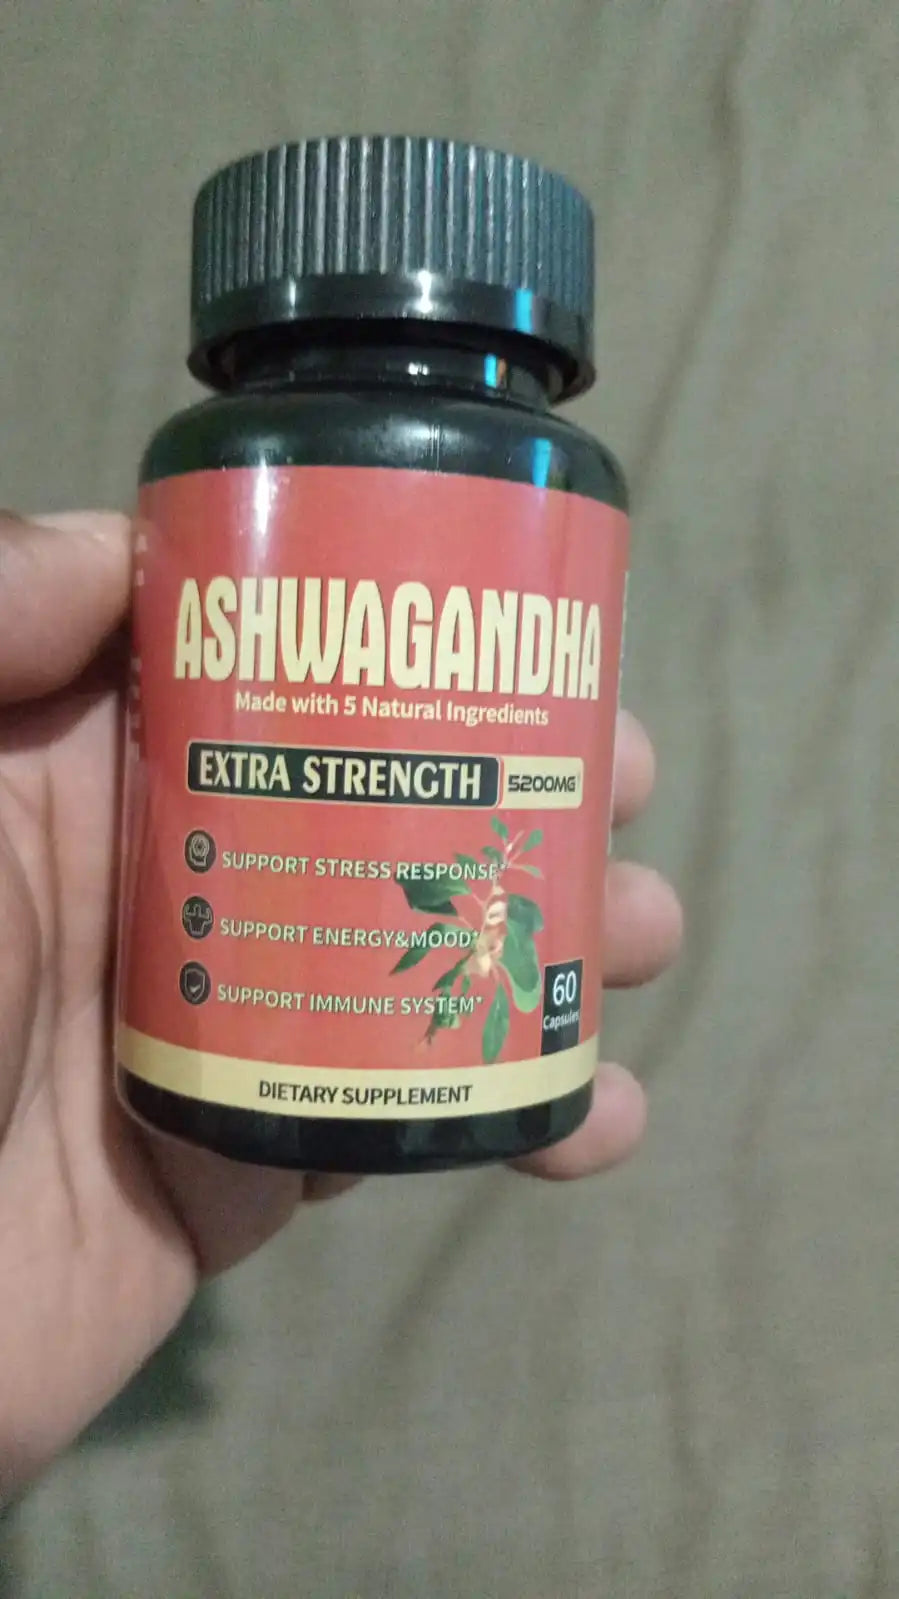 ASHWAGANDHA
Made with 5 Natural Ingredients
EXTRA STRENGTH 5200MG
SUPPORT STRESS RESPONSE*
SUPPORT ENERGY&MOOD*
SUPPORT IMMUNE SYSTEM*
60
Capsules
DIETARY SUPPLEMENT